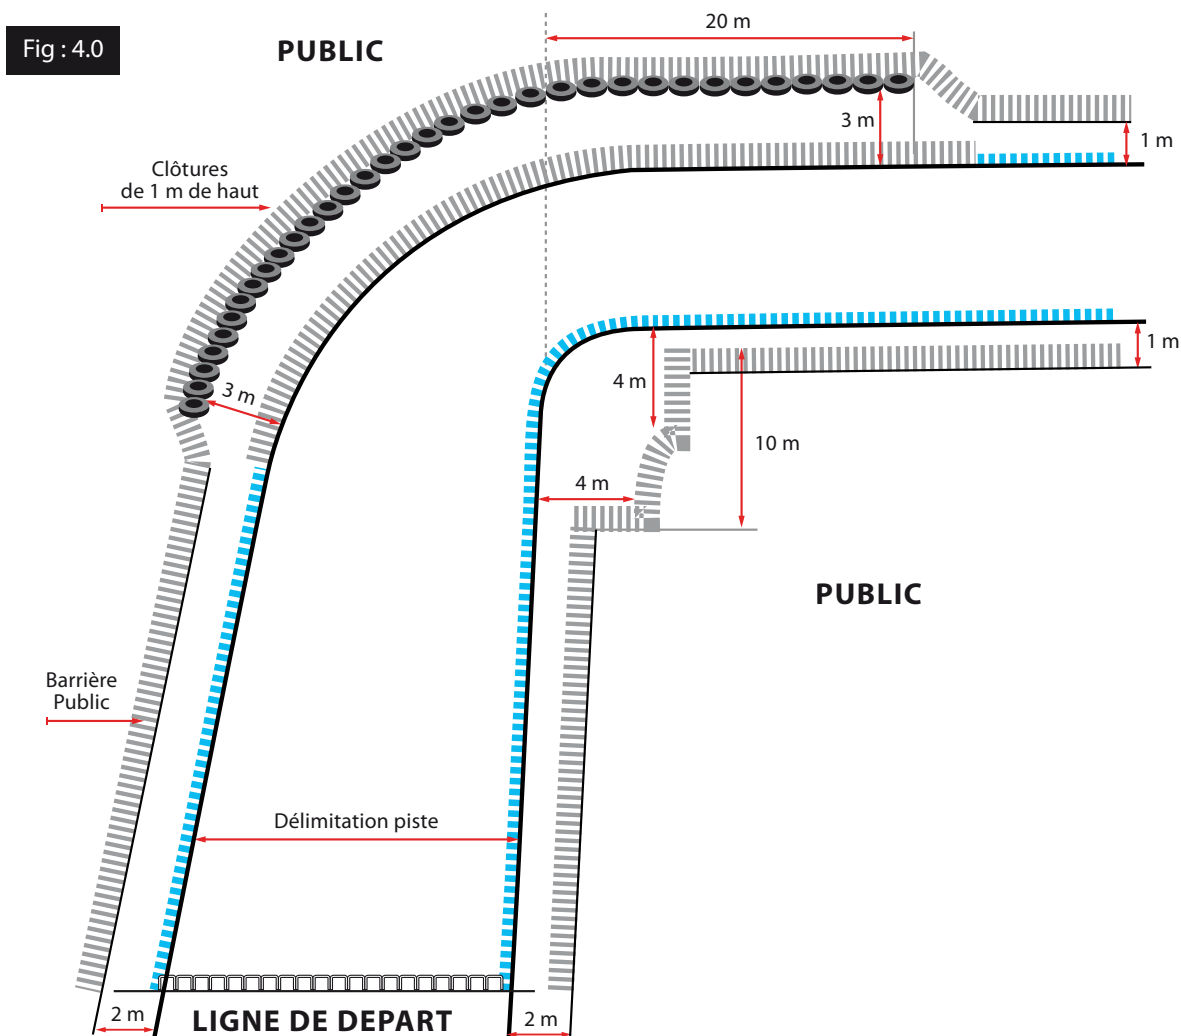 Fig : 4.0
PUBLIC
20 m
3 m
1 m
Clôtures
de 1 m de haut
3 m
4 m
1 m
10 m
4 m
PUBLIC
Barrière
Public
Délimitation piste
2 m
LIGNE DE DEPART
2 m